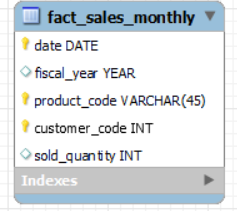 fact_sales_monthly
date DATE
fiscal_year YEAR
product_code VARCHAR(45)
customer_code INT
sold_quantity INT
Indexes